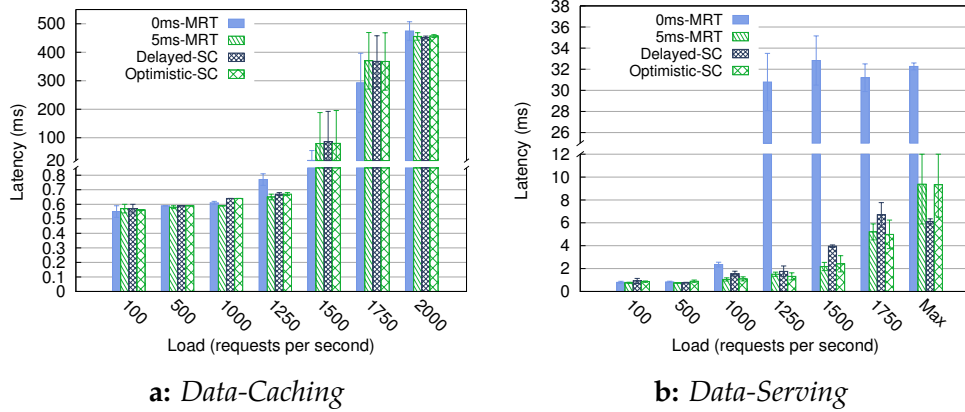 500
400
300
200
100
20
0.8
0.7
0.6
0.5
0.4
0.3
0.2
0.1
0
Latency (ms)
0ms-MRT
5ms-MRT
Delayed-SC
Optimistic-SC
100
500
1000
1250
1500
1750
2000
Load (requests per second)
a: Data-Caching
38
36
34
32
30
28
26
24
22
12
10
8
6
4
2
0
Latency (ms)
0ms-MRT
5ms-MRT
Delayed-SC
Optimistic-SC
100
500
1000
1250
1500
1750
Max
Load (requests per second)
b: Data-Serving